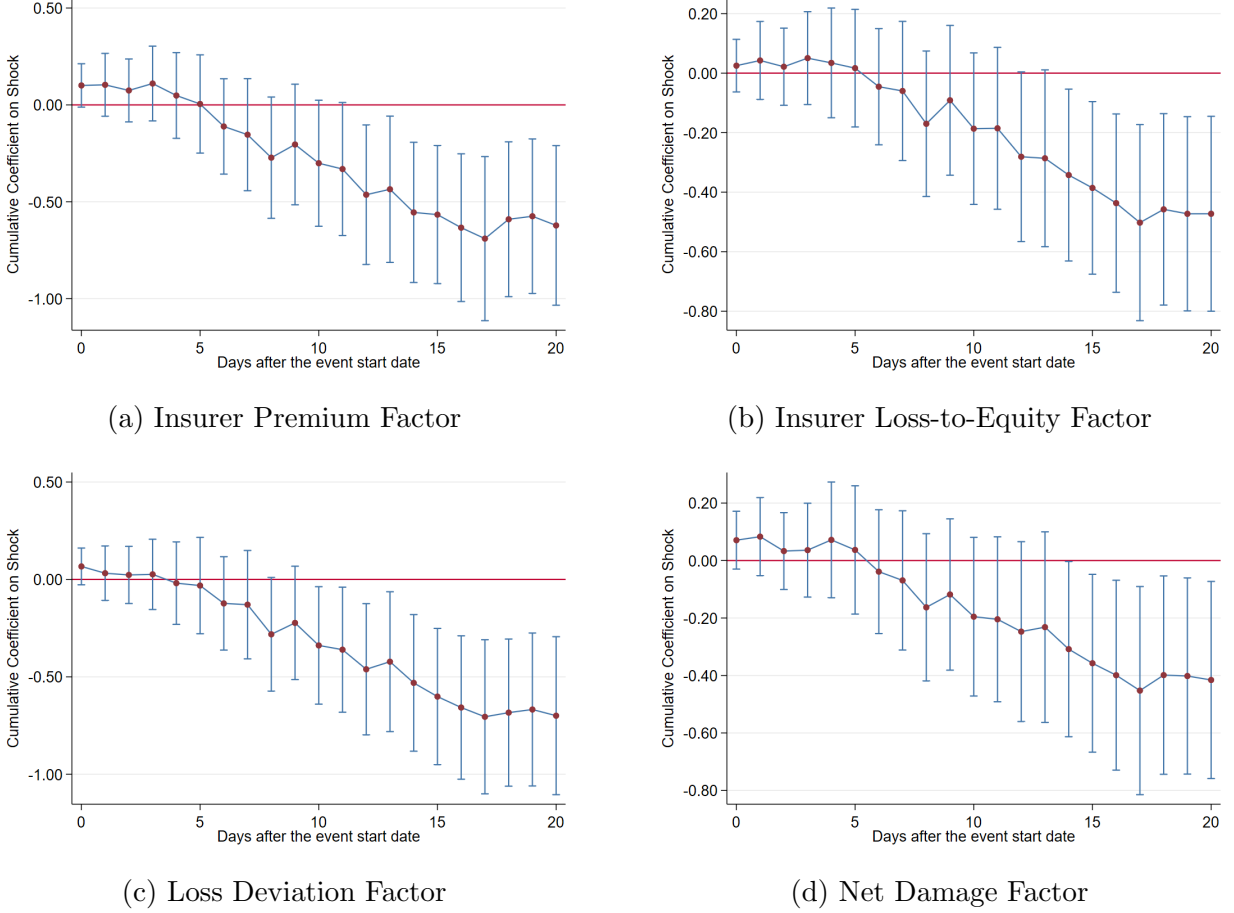 0.50
0.00
-0.50
-1.00
Cumulative Coefficient on Shock
0 5 10 15 20
Days after the event start date
(a) Insurer Premium Factor
0.20
0.00
-0.20
-0.40
-0.60
-0.80
Cumulative Coefficient on Shock
0 5 10 15 20
Days after the event start date
(b) Insurer Loss-to-Equity Factor
0.50
0.00
-0.50
-1.00
Cumulative Coefficient on Shock
0 5 10 15 20
Days after the event start date
(c) Loss Deviation Factor
0.20
0.00
-0.20
-0.40
-0.60
-0.80
Cumulative Coefficient on Shock
0 5 10 15 20
Days after the event start date
(d) Net Damage Factor